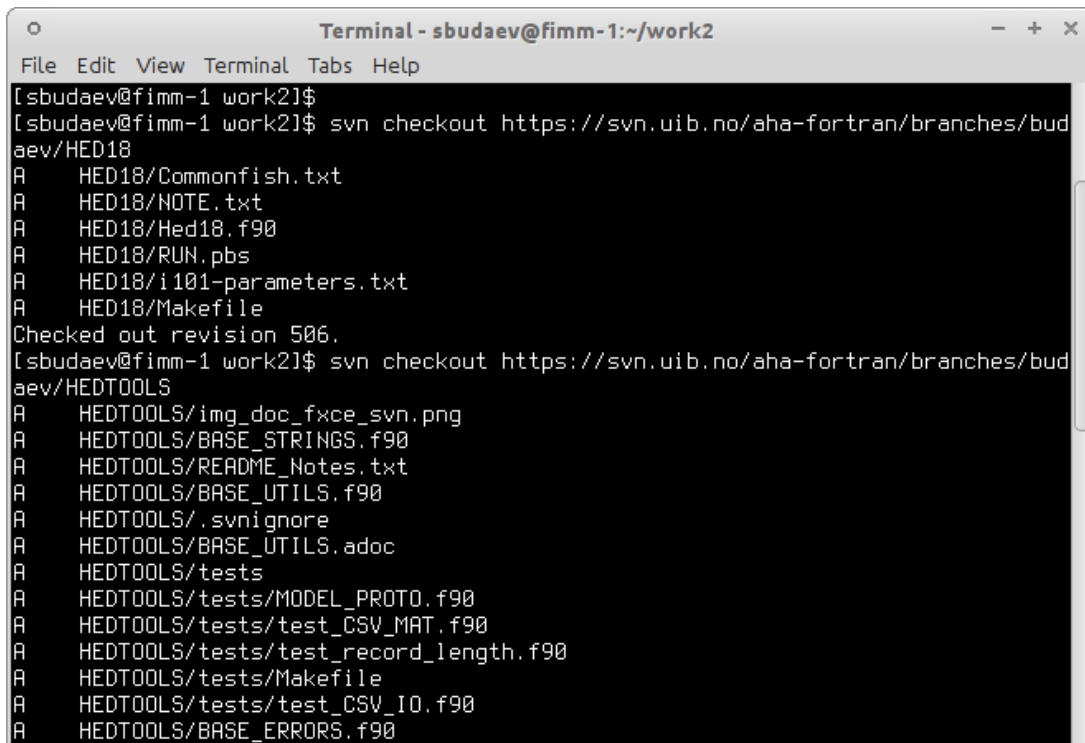 Terminal - sbudaev@fimm-1:~/work2
File Edit View Terminal Tabs Help
[sbudaev@fimm-1 work2]$
[sbudaev@fimm-1 work2]$ svn checkout https://svn.uib.no/aha-fortran/branches/bud
aev/HED18
A    HED18/Commonfish.txt
A    HED18/NOTE.txt
A    HED18/Hed18.f90
A    HED18/RUN.pbs
A    HED18/i101-parameters.txt
A    HED18/Makefile
Checked out revision 506.
[sbudaev@fimm-1 work2]$ svn checkout https://svn.uib.no/aha-fortran/branches/bud
aev/HEDTOOLS
A    HEDTOOLS/img_doc_fxce_svn.png
A    HEDTOOLS/BASE_STRINGS.f90
A    HEDTOOLS/README_Notes.txt
A    HEDTOOLS/BASE_UTILS.f90
A    HEDTOOLS/.svnignore
A    HEDTOOLS/BASE_UTILS.adoc
A    HEDTOOLS/tests
A    HEDTOOLS/tests/MODEL_PROTO.f90
A    HEDTOOLS/tests/test_CSV_MAT.f90
A    HEDTOOLS/tests/test_record_length.f90
A    HEDTOOLS/tests/Makefile
A    HEDTOOLS/tests/test_CSV_IO.f90
A    HEDTOOLS/BASE_ERRORS.f90